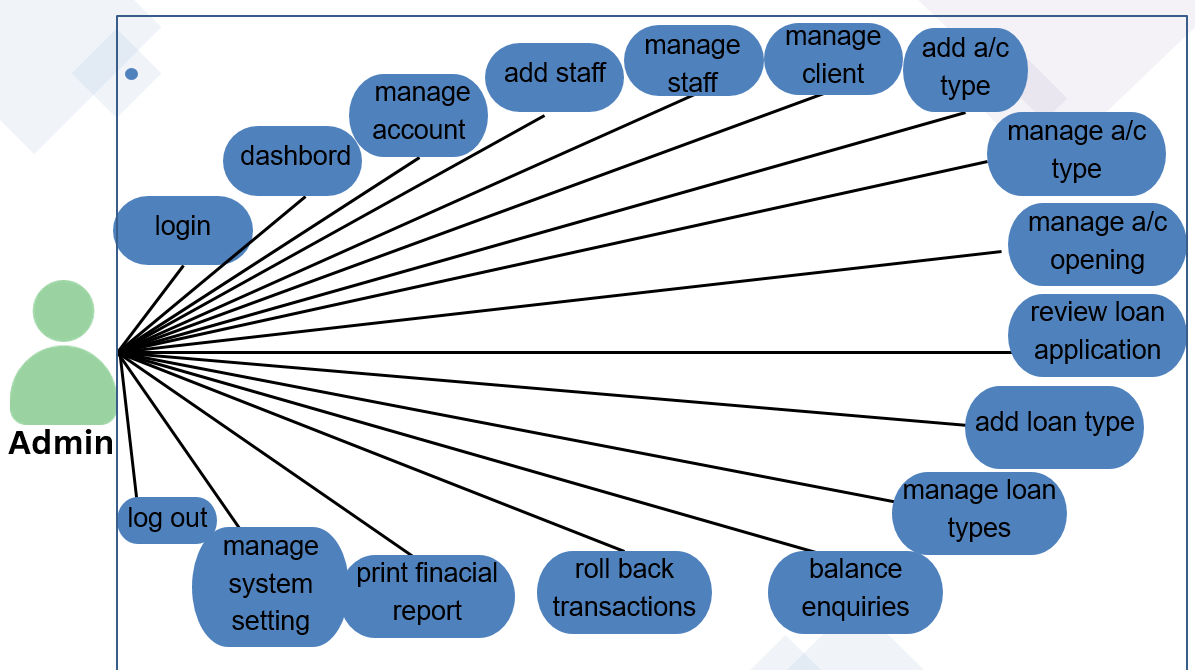 login
dashbord
manage
account
add staff
manage
staff
manage
client
add a/c
type
manage a/c
type
manage a/c
opening
review loan
application
add loan type
manage loan
types
balance
enquiries
roll back
transactions
print finacial
report
manage
system
setting
log out
Admin